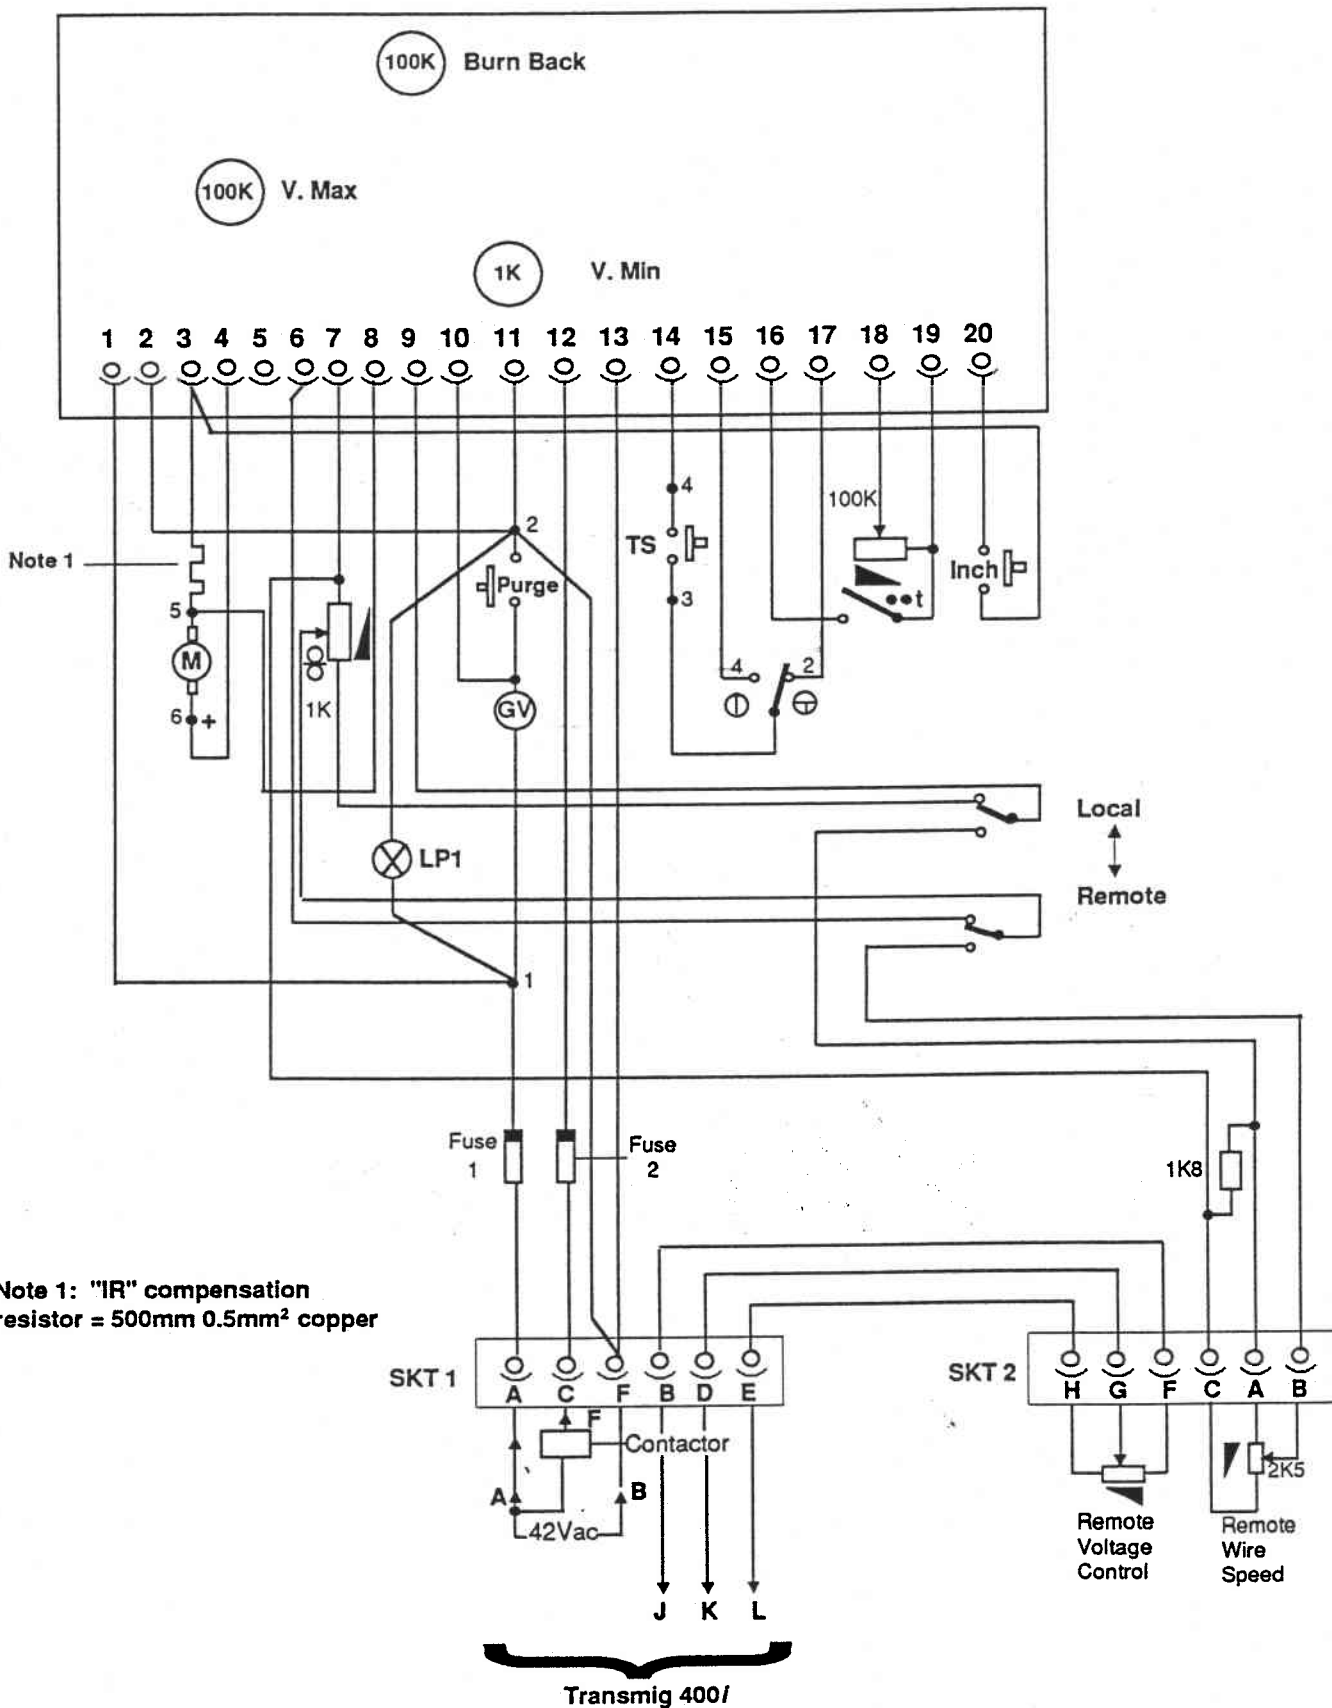 100K Burn Back
100K V. Max
1K V. Min
1 2 3 4 5 6 7 8 9 10 11 12 13 14 15 16 17 18 19 20
4
100K
2
TS
Note 1
Inch
Purge
t
5
3
M
4 2
6 +
1K
GV
Local
LP1
Remote
1
Fuse
1
Fuse
2
1K8
Note 1: "IR" compensation
resistor = 500mm 0.5mm² copper
SKT 1
A C F B D E
SKT 2
H G F C A B
F
Contactor
2K5
A
B
42Vac
Remote
Voltage
Control
Remote
Wire
Speed
J K L
Transmig 400i